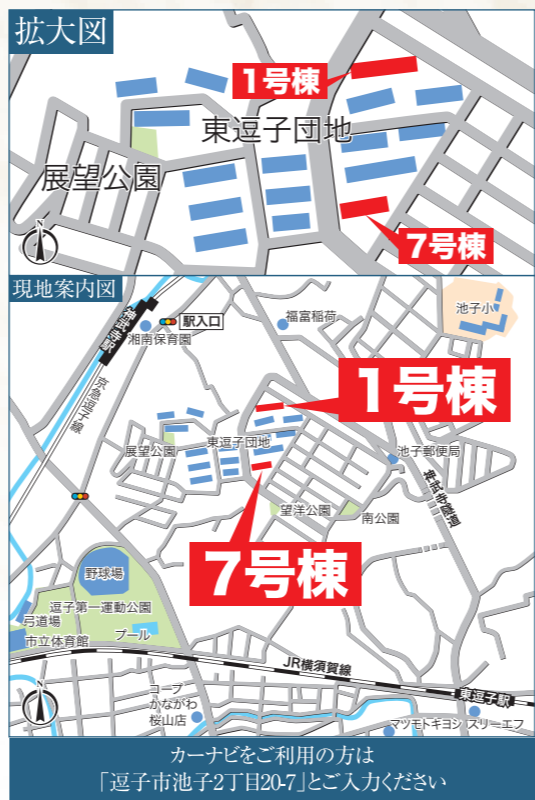 拡大図
1号棟
東逗子団地
展望公園
7号棟
N
現地案内図
神武寺駅
駅入口
湘南保育園
福富稲荷
池子小
京急逗子線
1号棟
展望公園
東逗子団地
池子郵便局
神武寺隧道
望洋公園
南公園
7号棟
野球場
逗子第一運動公園
弓道場
市立体育館
プール
JR横須賀線
東逗子駅
N
コープ
かながわ
桜山店
マツモトキヨシ
スリーエフ
カーナビをご利用の方は
「逗子市池子2丁目20-7」とご入力ください